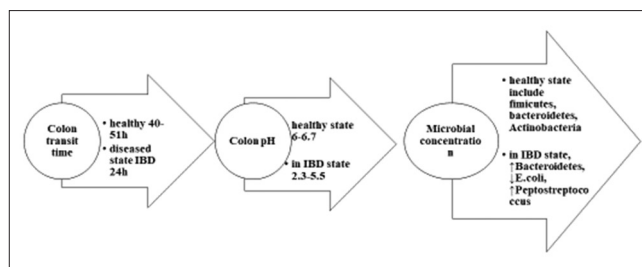 Colon
transit
time
• healthy 40-
51h
• diseased
state IBD
24h
Colon pH
healthy state
6-6.7
• in IBD state
2.3-5.5
Microbial
concentratio
n
• healthy state
include
fimicutes,
bacteroidetes,
Actinobacteria
• in IBD state,
↑Bacteroidetes,
↓E.coli,
↑Peptostreptoco
ccus